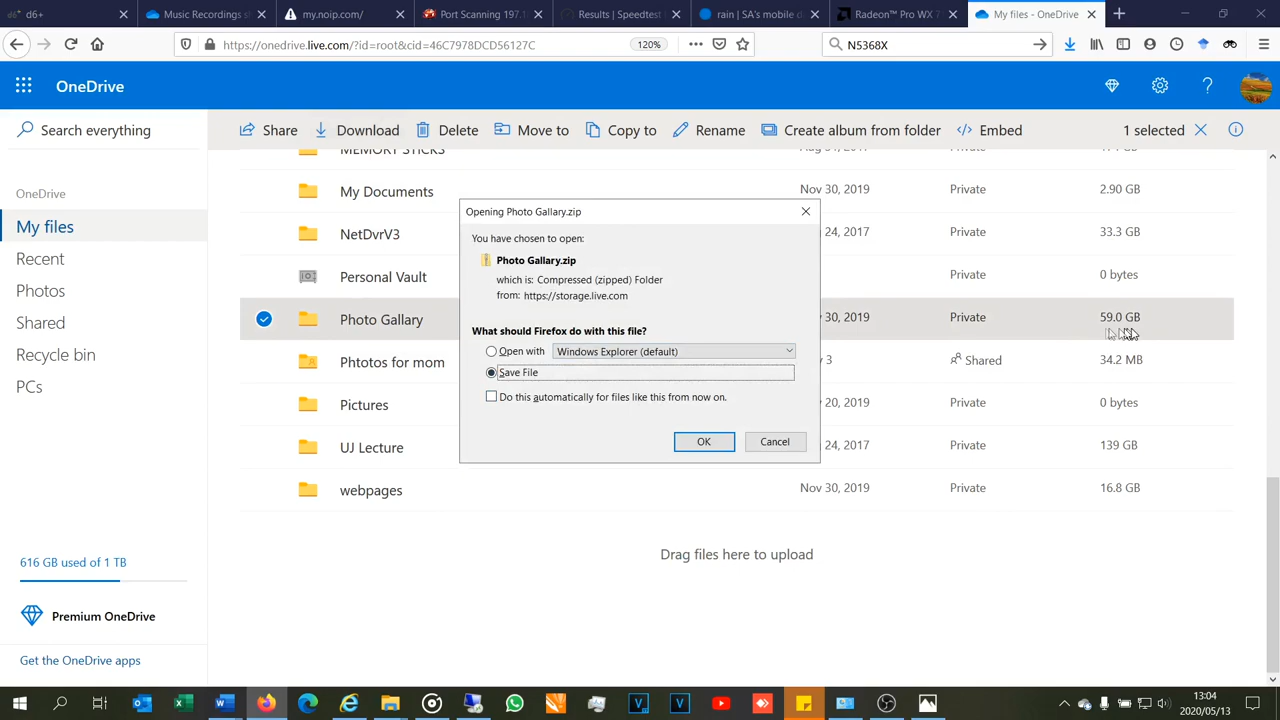 d6+
Music Recordings s
my.noip.com/
Port Scanning 197.1
Results | Speedtest
rain | SA's mobile d
Radeon™ Pro WX 7
My files - OneDrive
https://onedrive.live.com/?id=root&cid=46C7978DCD56127C
120%
N5368X
OneDrive
Search everything
Share
Download
Delete
Move to
Copy to
Rename
Create album from folder
Embed
1 selected
OneDrive
My files
Recent
Photos
Shared
Recycle bin
PCs
616 GB used of 1 TB
Premium OneDrive
Get the OneDrive apps
MEMORY STICKS
My Documents Nov 30, 2019 Private 2.90 GB
NetDvrV3 24, 2017 Private 33.3 GB
Personal Vault Private 0 bytes
Photo Gallary 30, 2019 Private 59.0 GB
Phtotos for mom 3 Shared 34.2 MB
Pictures 20, 2019 Private 0 bytes
UJ Lecture 24, 2017 Private 139 GB
webpages Nov 30, 2019 Private 16.8 GB
Drag files here to upload
Opening Photo Gallary.zip
You have chosen to open:
Photo Gallary.zip
which is: Compressed (zipped) Folder
from: https://storage.live.com
What should Firefox do with this file?
Open with Windows Explorer (default)
Save File
Do this automatically for files like this from now on.
OK
Cancel
13:04
2020/05/13